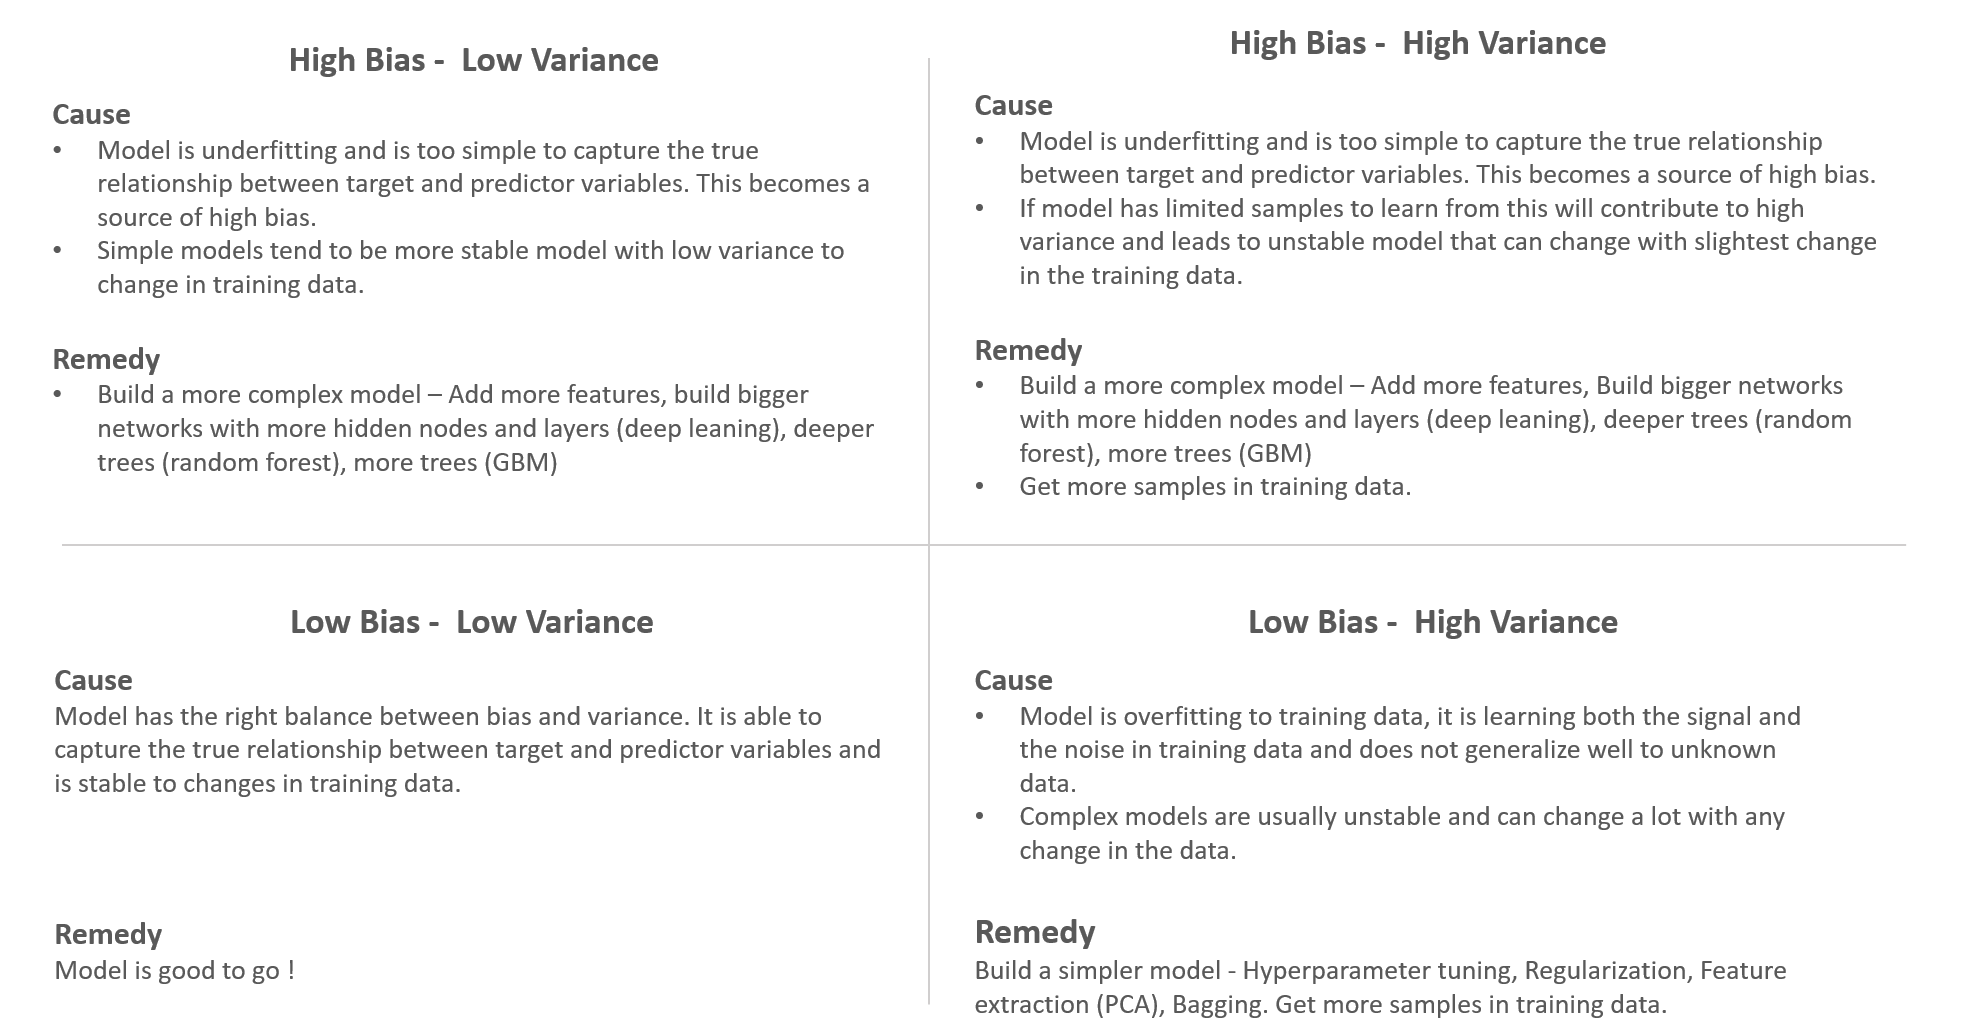 High Bias -  Low Variance
Cause
• Model is underfitting and is too simple to capture the true
relationship between target and predictor variables. This becomes a
source of high bias.
• Simple models tend to be more stable model with low variance to
change in training data.
Remedy
• Build a more complex model – Add more features, build bigger
networks with more hidden nodes and layers (deep leaning), deeper
trees (random forest), more trees (GBM)
High Bias -  High Variance
Cause
• Model is underfitting and is too simple to capture the true relationship
between target and predictor variables. This becomes a source of high bias.
• If model has limited samples to learn from this will contribute to high
variance and leads to unstable model that can change with slightest change
in the training data.
Remedy
• Build a more complex model – Add more features, Build bigger networks
with more hidden nodes and layers (deep leaning), deeper trees (random
forest), more trees (GBM)
• Get more samples in training data.
Low Bias -  Low Variance
Cause
Model has the right balance between bias and variance. It is able to
capture the true relationship between target and predictor variables and
is stable to changes in training data.
Remedy
Model is good to go !
Low Bias -  High Variance
Cause
• Model is overfitting to training data, it is learning both the signal and
the noise in training data and does not generalize well to unknown
data.
• Complex models are usually unstable and can change a lot with any
change in the data.
Remedy
Build a simpler model - Hyperparameter tuning, Regularization, Feature
extraction (PCA), Bagging. Get more samples in training data.